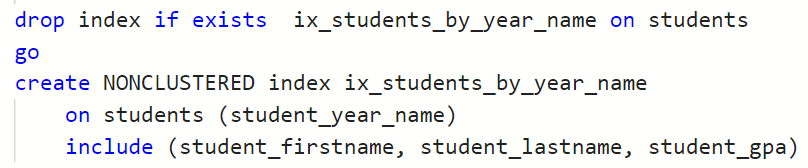 drop index if exists  ix_students_by_year_name on students
go
create NONCLUSTERED index ix_students_by_year_name
    on students (student_year_name)
    include (student_firstname, student_lastname, student_gpa)